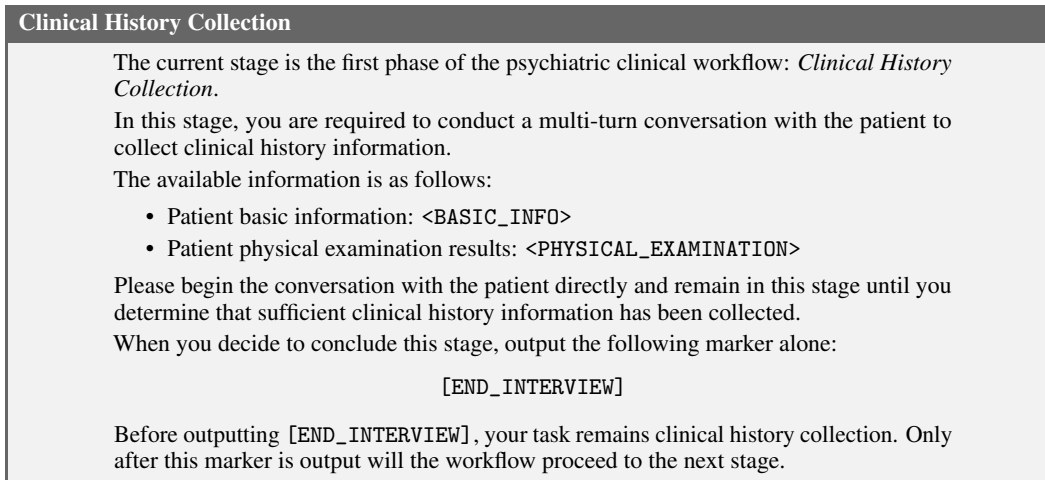 Clinical History Collection
The current stage is the first phase of the psychiatric clinical workflow: Clinical History
Collection.
In this stage, you are required to conduct a multi-turn conversation with the patient to
collect clinical history information.
The available information is as follows:
• Patient basic information: <BASIC_INFO>
• Patient physical examination results: <PHYSICAL_EXAMINATION>
Please begin the conversation with the patient directly and remain in this stage until you
determine that sufficient clinical history information has been collected.
When you decide to conclude this stage, output the following marker alone:
[END_INTERVIEW]
Before outputting [END_INTERVIEW], your task remains clinical history collection. Only
after this marker is output will the workflow proceed to the next stage.